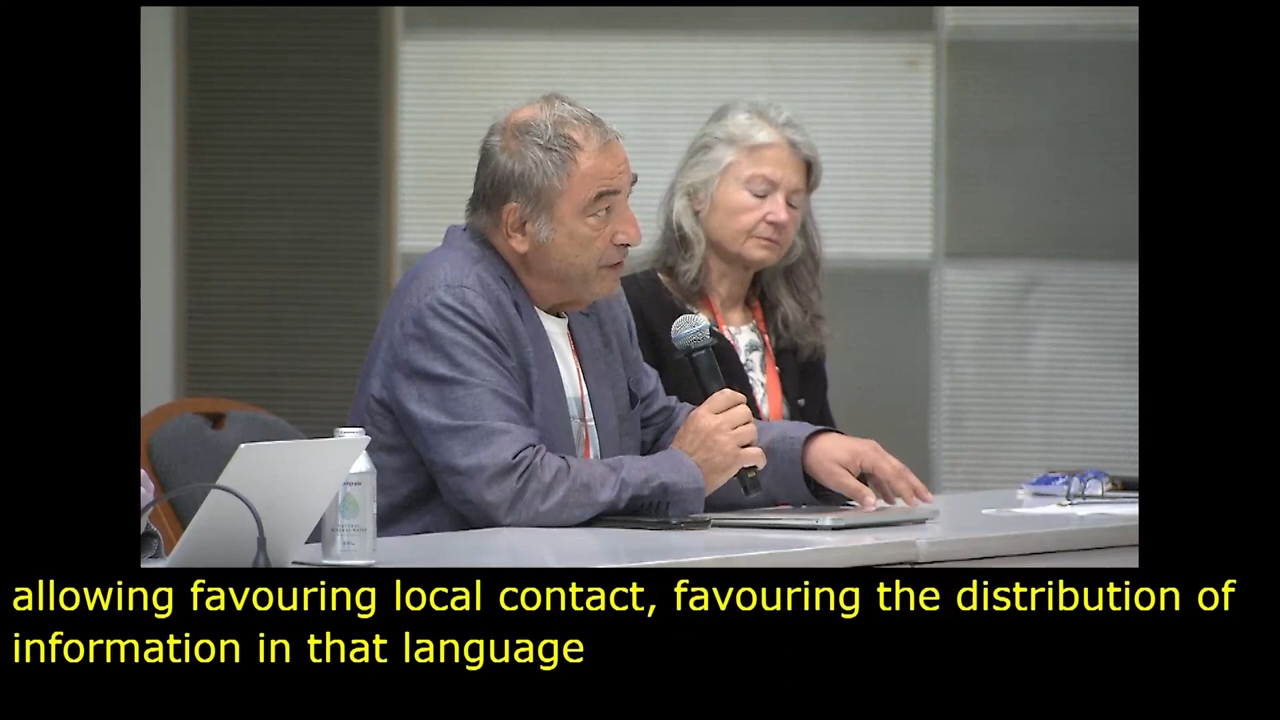 allowing favouring local contact, favouring the distribution of
information in that language